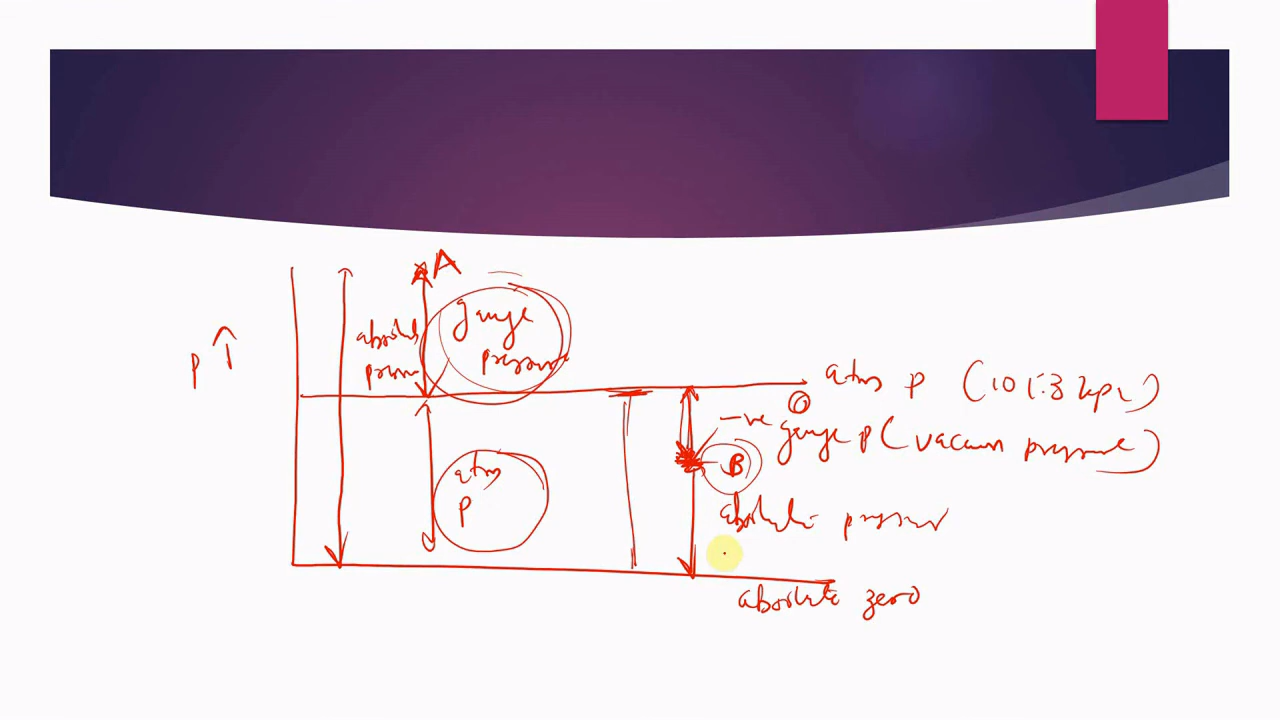 A
gauge
pressure
absolute
pressure
p ↑
atm p (101.3 kpa)
0
-ve gauge p (vacuum pressure)
B
atm
p
absolute pressure
absolute zero